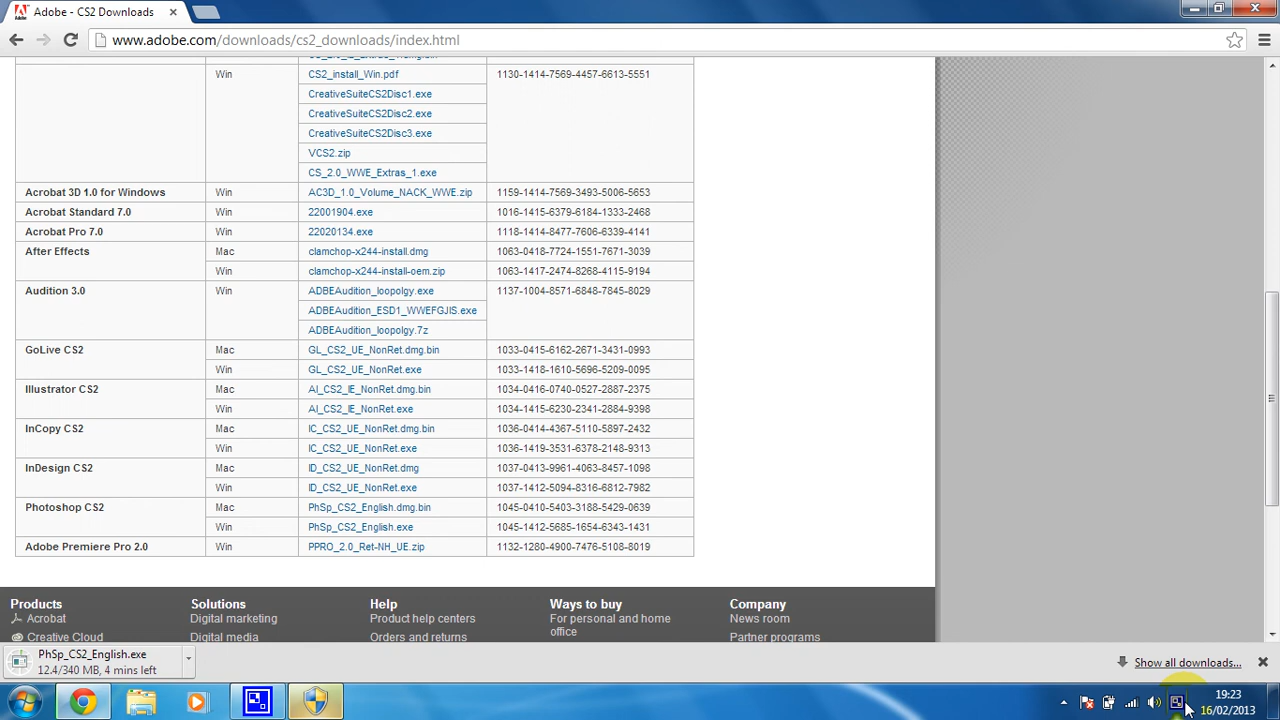 Adobe - CS2 Downloads
www.adobe.com/downloads/cs2_downloads/index.html
Win CS2_install_Win.pdf 1130-1414-7569-4457-6613-5551
CreativeSuiteCS2Disc1.exe
CreativeSuiteCS2Disc2.exe
CreativeSuiteCS2Disc3.exe
VCS2.zip
CS_2.0_WWE_Extras_1.exe
Acrobat 3D 1.0 for Windows Win AC3D_1.0_Volume_NACK_WWE.zip 1159-1414-7569-3493-5006-5653
Acrobat Standard 7.0 Win 22001904.exe 1016-1415-6379-6184-1333-2468
Acrobat Pro 7.0 Win 22020134.exe 1118-1414-8477-7606-6339-4141
After Effects Mac clamchop-x244-install.dmg 1063-0418-7724-1551-7671-3039
Win clamchop-x244-install-oem.zip 1063-1417-2474-8268-4115-9194
Audition 3.0 Win ADBEAudition_loopolgy.exe 1137-1004-8571-6848-7845-8029
ADBEAudition_ESD1_WWEFGJIS.exe
ADBEAudition_loopolgy.7z
GoLive CS2 Mac GL_CS2_UE_NonRet.dmg.bin 1033-0415-6162-2671-3431-0993
Win GL_CS2_UE_NonRet.exe 1033-1418-1610-5696-5209-0095
Illustrator CS2 Mac AI_CS2_IE_NonRet.dmg.bin 1034-0416-0740-0527-2887-2375
Win AI_CS2_IE_NonRet.exe 1034-1415-6230-2341-2884-9398
InCopy CS2 Mac IC_CS2_UE_NonRet.dmg.bin 1036-0414-4367-5110-5897-2432
Win IC_CS2_UE_NonRet.exe 1036-1419-3531-6378-2148-9313
InDesign CS2 Mac ID_CS2_UE_NonRet.dmg 1037-0413-9961-4063-8457-1098
Win ID_CS2_UE_NonRet.exe 1037-1412-5094-8316-6812-7982
Photoshop CS2 Mac PhSp_CS2_English.dmg.bin 1045-0410-5403-3188-5429-0639
Win PhSp_CS2_English.exe 1045-1412-5685-1654-6343-1431
Adobe Premiere Pro 2.0 Win PPRO_2.0_Ret-NH_UE.zip 1132-1280-4900-7476-5108-8019
Products Solutions Help Ways to buy Company
Acrobat Digital marketing Product help centers For personal and home News room
office
Creative Cloud Digital media Orders and returns Partner programs
PhSp_CS2_English.exe
12.4/340 MB, 4 mins left
Show all downloads...
19:23
16/02/2013